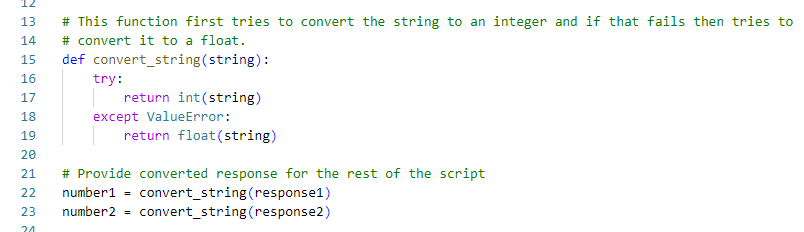 12
13 # This function first tries to convert the string to an integer and if that fails then tries to
14 # convert it to a float.
15 def convert_string(string):
16     try:
17         return int(string)
18     except ValueError:
19         return float(string)
20
21 # Provide converted response for the rest of the script
22 number1 = convert_string(response1)
23 number2 = convert_string(response2)
24